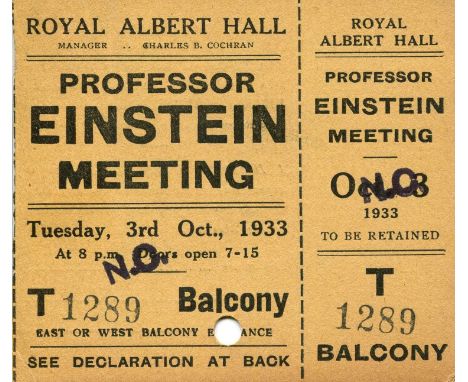 ROYAL ALBERT HALL
MANAGER .. CHARLES B. COCHRAN
PROFESSOR
EINSTEIN
MEETING
Tuesday, 3rd Oct., 1933
At 8 p.m. Doors open 7-15
N.O.
T 1289 Balcony
EAST OR WEST BALCONY ENTRANCE
SEE DECLARATION AT BACK
ROYAL
ALBERT HALL
PROFESSOR
EINSTEIN
MEETING
Oct. 3
N.O.
1933
TO BE RETAINED
T
1289
BALCONY